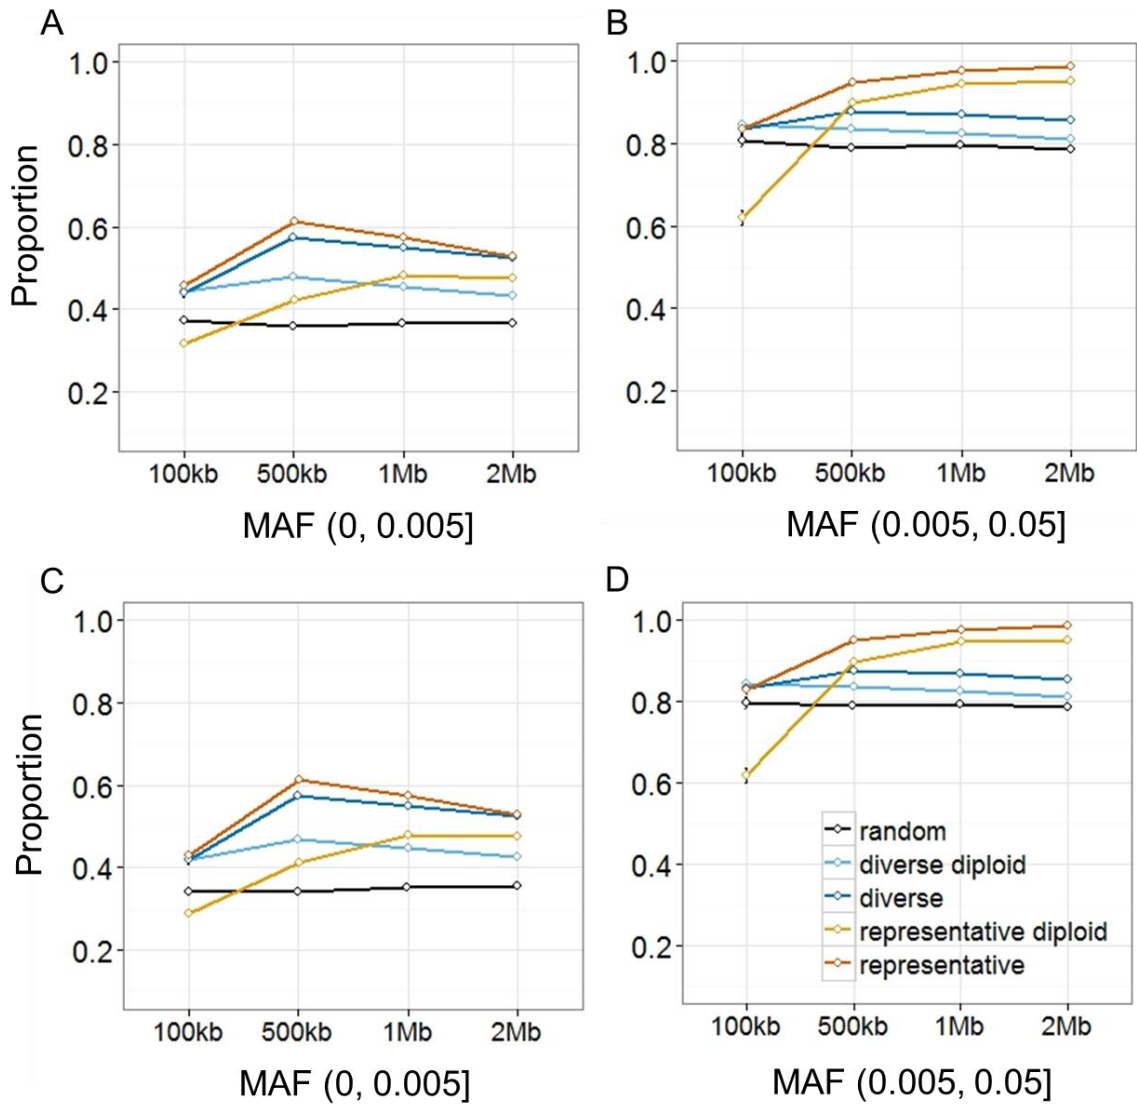 A
Proportion
1.0
0.8
0.6
0.4
0.2
100kb 500kb 1Mb 2Mb
MAF (0, 0.005]
B
1.0
0.8
0.6
0.4
0.2
100kb 500kb 1Mb 2Mb
MAF (0.005, 0.05]
C
Proportion
1.0
0.8
0.6
0.4
0.2
100kb 500kb 1Mb 2Mb
MAF (0, 0.005]
D
1.0
0.8
0.6
0.4
0.2
random
diverse diploid
diverse
representative diploid
representative
100kb 500kb 1Mb 2Mb
MAF (0.005, 0.05]